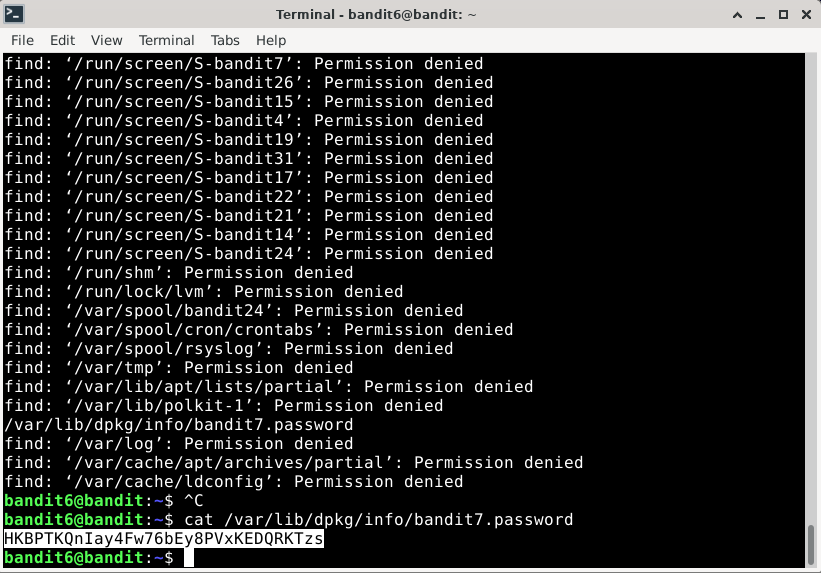 Terminal - bandit6@bandit: ~
File Edit View Terminal Tabs Help
find: ‘/run/screen/S-bandit7’: Permission denied
find: ‘/run/screen/S-bandit26’: Permission denied
find: ‘/run/screen/S-bandit15’: Permission denied
find: ‘/run/screen/S-bandit4’: Permission denied
find: ‘/run/screen/S-bandit19’: Permission denied
find: ‘/run/screen/S-bandit31’: Permission denied
find: ‘/run/screen/S-bandit17’: Permission denied
find: ‘/run/screen/S-bandit22’: Permission denied
find: ‘/run/screen/S-bandit21’: Permission denied
find: ‘/run/screen/S-bandit14’: Permission denied
find: ‘/run/screen/S-bandit24’: Permission denied
find: ‘/run/shm’: Permission denied
find: ‘/run/lock/lvm’: Permission denied
find: ‘/var/spool/bandit24’: Permission denied
find: ‘/var/spool/cron/crontabs’: Permission denied
find: ‘/var/spool/rsyslog’: Permission denied
find: ‘/var/tmp’: Permission denied
find: ‘/var/lib/apt/lists/partial’: Permission denied
find: ‘/var/lib/polkit-1’: Permission denied
/var/lib/dpkg/info/bandit7.password
find: ‘/var/log’: Permission denied
find: ‘/var/cache/apt/archives/partial’: Permission denied
find: ‘/var/cache/ldconfig’: Permission denied
bandit6@bandit:~$ ^C
bandit6@bandit:~$ cat /var/lib/dpkg/info/bandit7.password
HKBPTKQnIay4Fw76bEy8PVxKEDQRKTzs
bandit6@bandit:~$